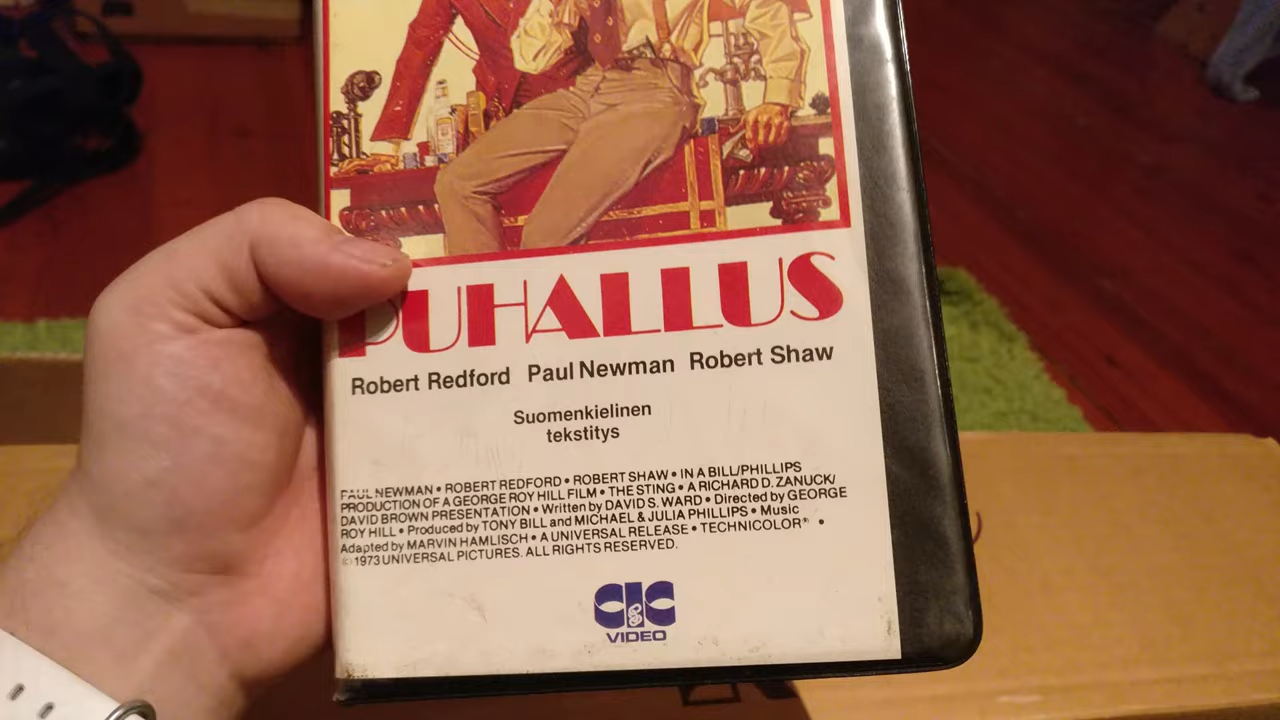 PUHALLUS
Robert Redford Paul Newman Robert Shaw
Suomenkielinen
tekstitys
PAUL NEWMAN • ROBERT REDFORD • ROBERT SHAW • IN A BILL/PHILLIPS
PRODUCTION OF A GEORGE ROY HILL FILM • THE STING • A RICHARD D. ZANUCK/
DAVID BROWN PRESENTATION • Written by DAVID S. WARD • Directed by GEORGE
ROY HILL • Produced by TONY BILL and MICHAEL & JULIA PHILLIPS • Music
Adapted by MARVIN HAMLISCH • A UNIVERSAL RELEASE • TECHNICOLOR® •
©1973 UNIVERSAL PICTURES. ALL RIGHTS RESERVED.
CIC
VIDEO